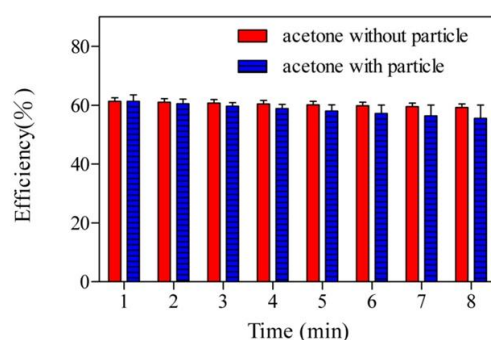 acetone without particle
acetone with particle
80
60
40
20
0
Efficiency(%)
1 2 3 4 5 6 7 8
Time (min)